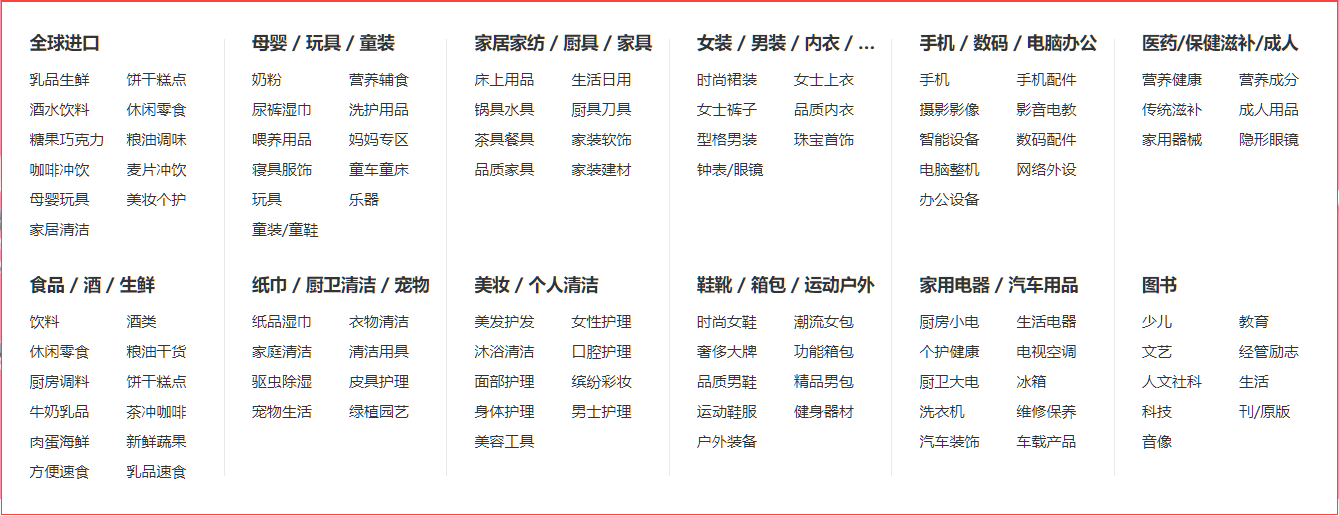 全球进口
乳品生鲜 饼干糕点
酒水饮料 休闲零食
糖果巧克力 粮油调味
咖啡冲饮 麦片冲饮
母婴玩具 美妆个护
家居清洁
母婴 / 玩具 / 童装
奶粉 营养辅食
尿裤湿巾 洗护用品
喂养用品 妈妈专区
寝具服饰 童车童床
玩具 乐器
童装/童鞋
家居家纺 / 厨具 / 家具
床上用品 生活日用
锅具水具 厨具刀具
茶具餐具 家装软饰
品质家具 家装建材
女装 / 男装 / 内衣 / ...
时尚裙装 女士上衣
女士裤子 品质内衣
型格男装 珠宝首饰
钟表/眼镜
手机 / 数码 / 电脑办公
手机 手机配件
摄影影像 影音电教
智能设备 数码配件
电脑整机 网络外设
办公设备
医药/保健滋补/成人
营养健康 营养成分
传统滋补 成人用品
家用器械 隐形眼镜
食品 / 酒 / 生鲜
饮料 酒类
休闲零食 粮油干货
厨房调料 饼干糕点
牛奶乳品 茶冲咖啡
肉蛋海鲜 新鲜蔬果
方便速食 乳品速食
纸巾 / 厨卫清洁 / 宠物
纸品湿巾 衣物清洁
家庭清洁 清洁用具
驱虫除湿 皮具护理
宠物生活 绿植园艺
美妆 / 个人清洁
美发护发 女性护理
沐浴清洁 口腔护理
面部护理 缤纷彩妆
身体护理 男士护理
美容工具
鞋靴 / 箱包 / 运动户外
时尚女鞋 潮流女包
奢侈大牌 功能箱包
品质男鞋 精品男包
运动鞋服 健身器材
户外装备
家用电器 / 汽车用品
厨房小电 生活电器
个护健康 电视空调
厨卫大电 冰箱
洗衣机 维修保养
汽车装饰 车载产品
图书
少儿 教育
文艺 经管励志
人文社科 生活
科技 刊/原版
音像